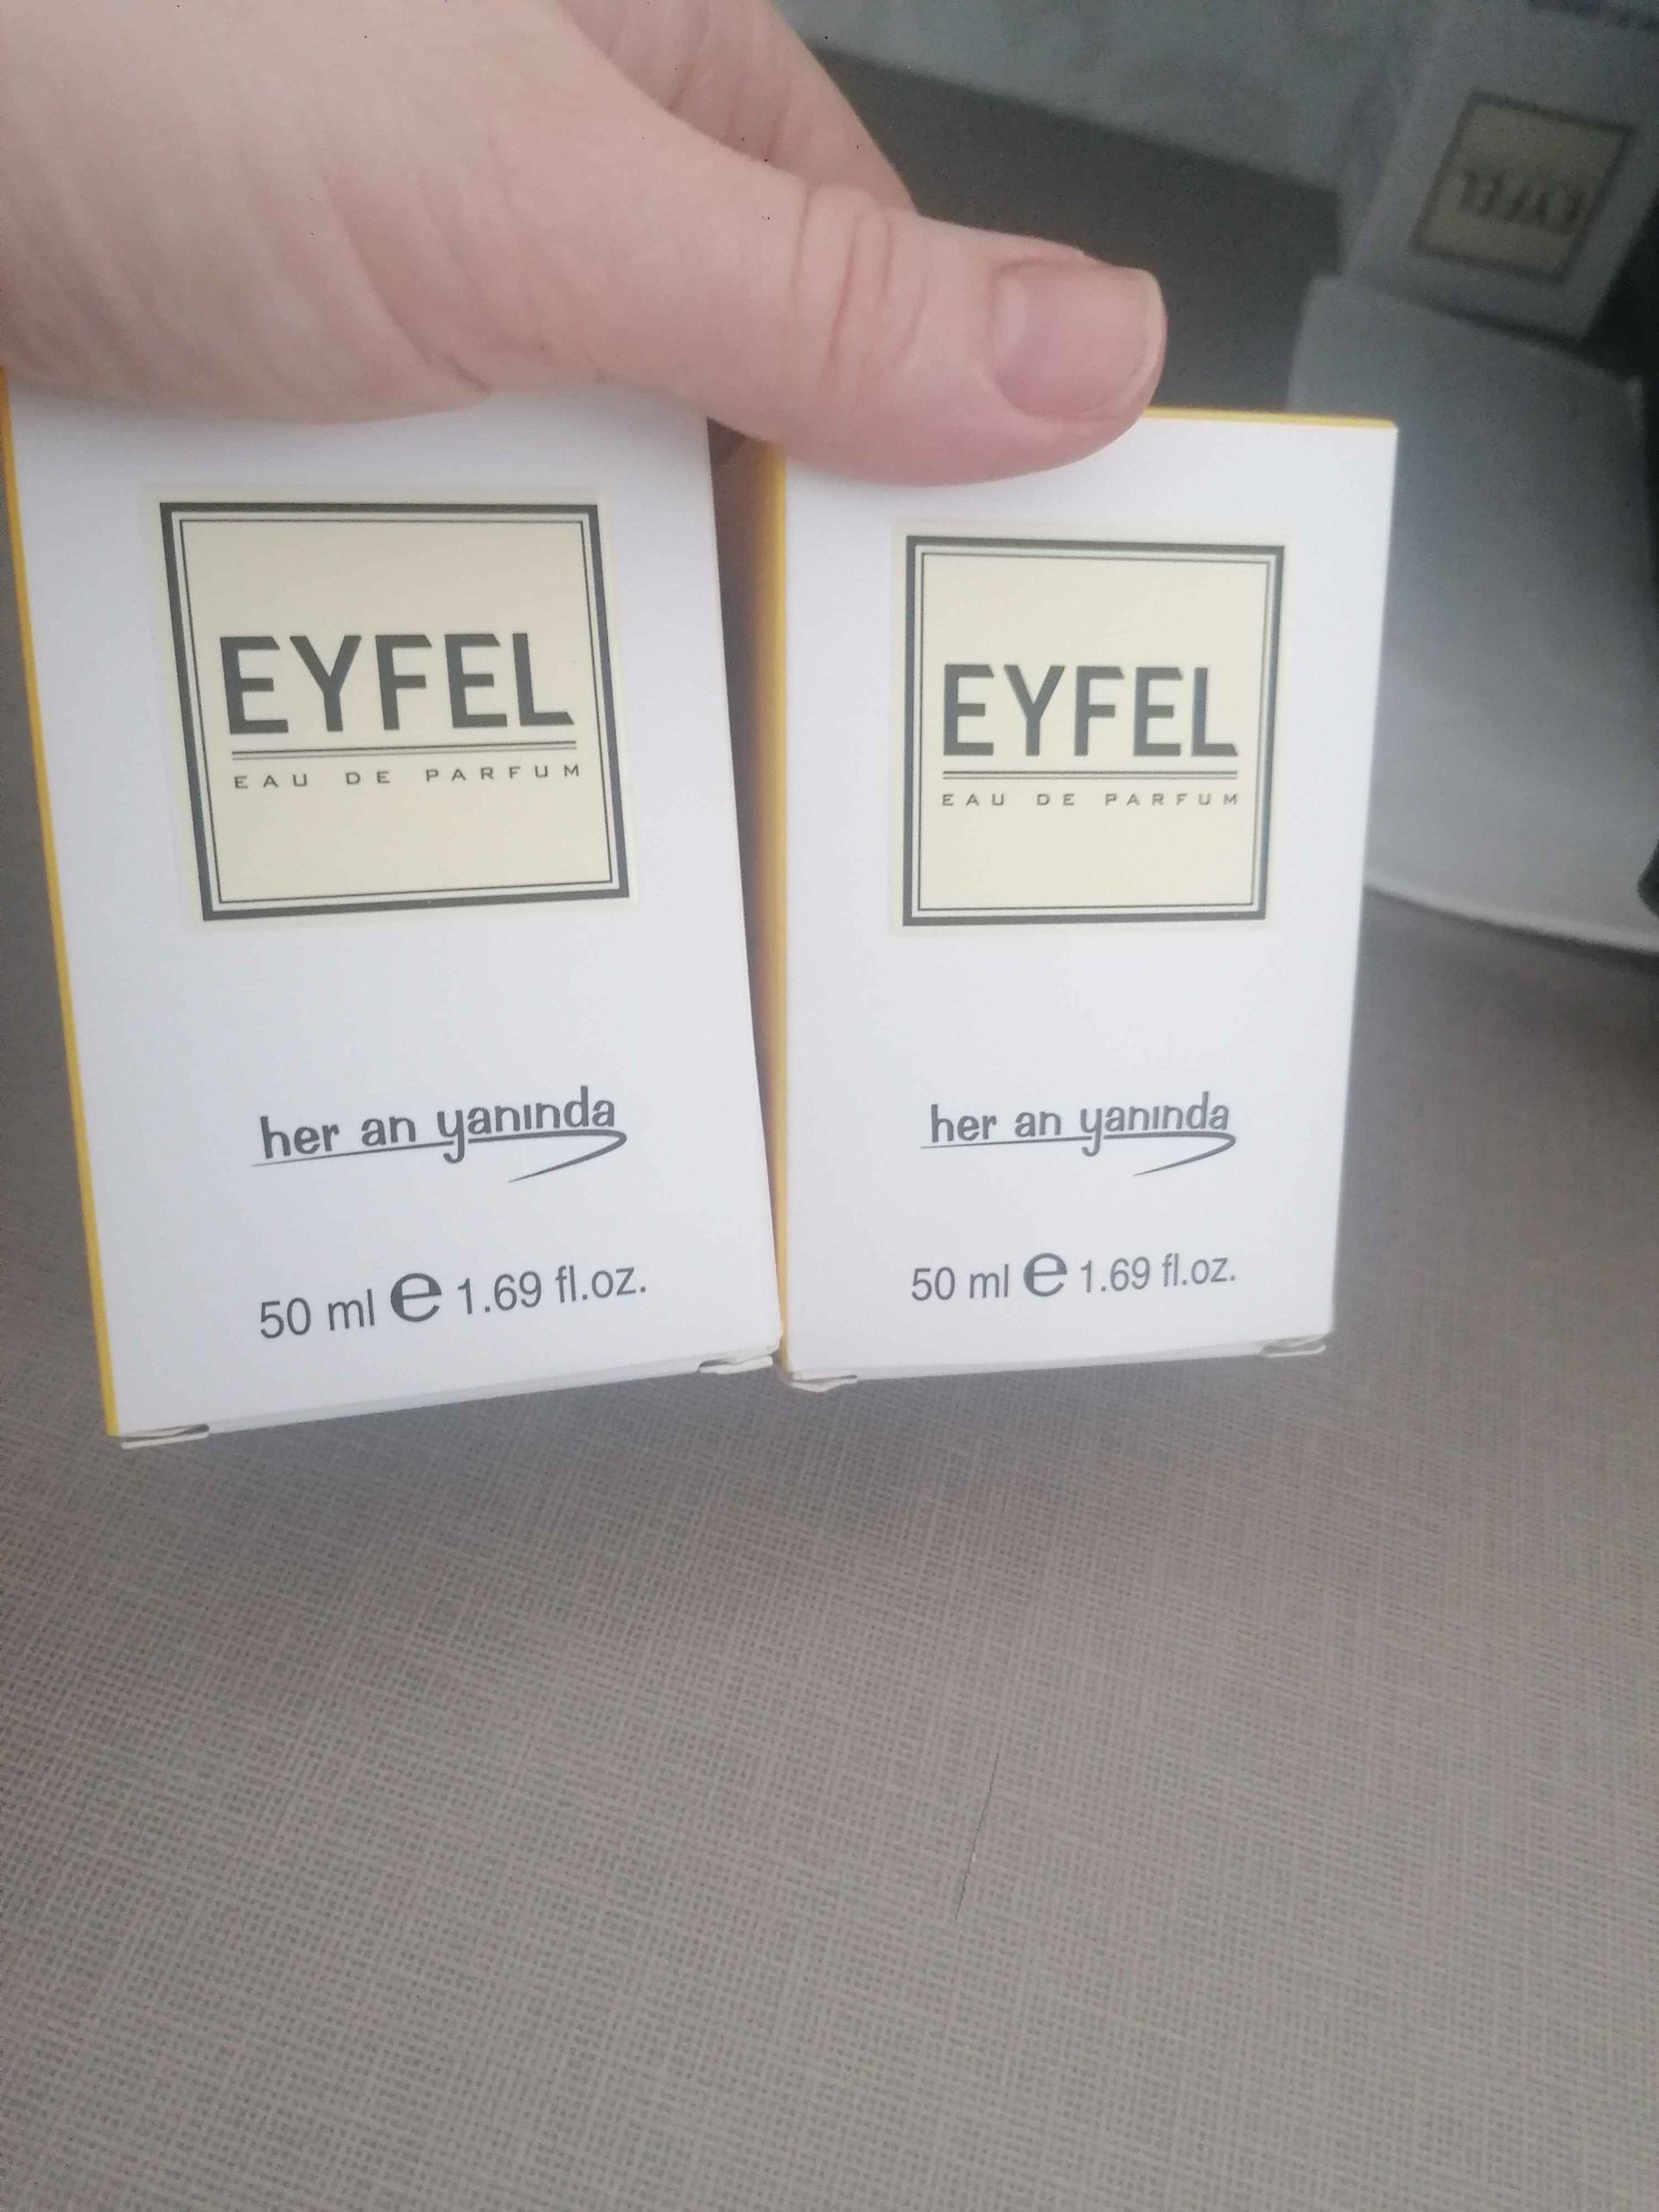 EYFEL
EAU DE PARFUM
her an yanında
50 ml e 1.69 fl.oz.
EYFEL
EAU DE PARFUM
her an yanında
50 ml e 1.69 fl.oz.
EYFEL